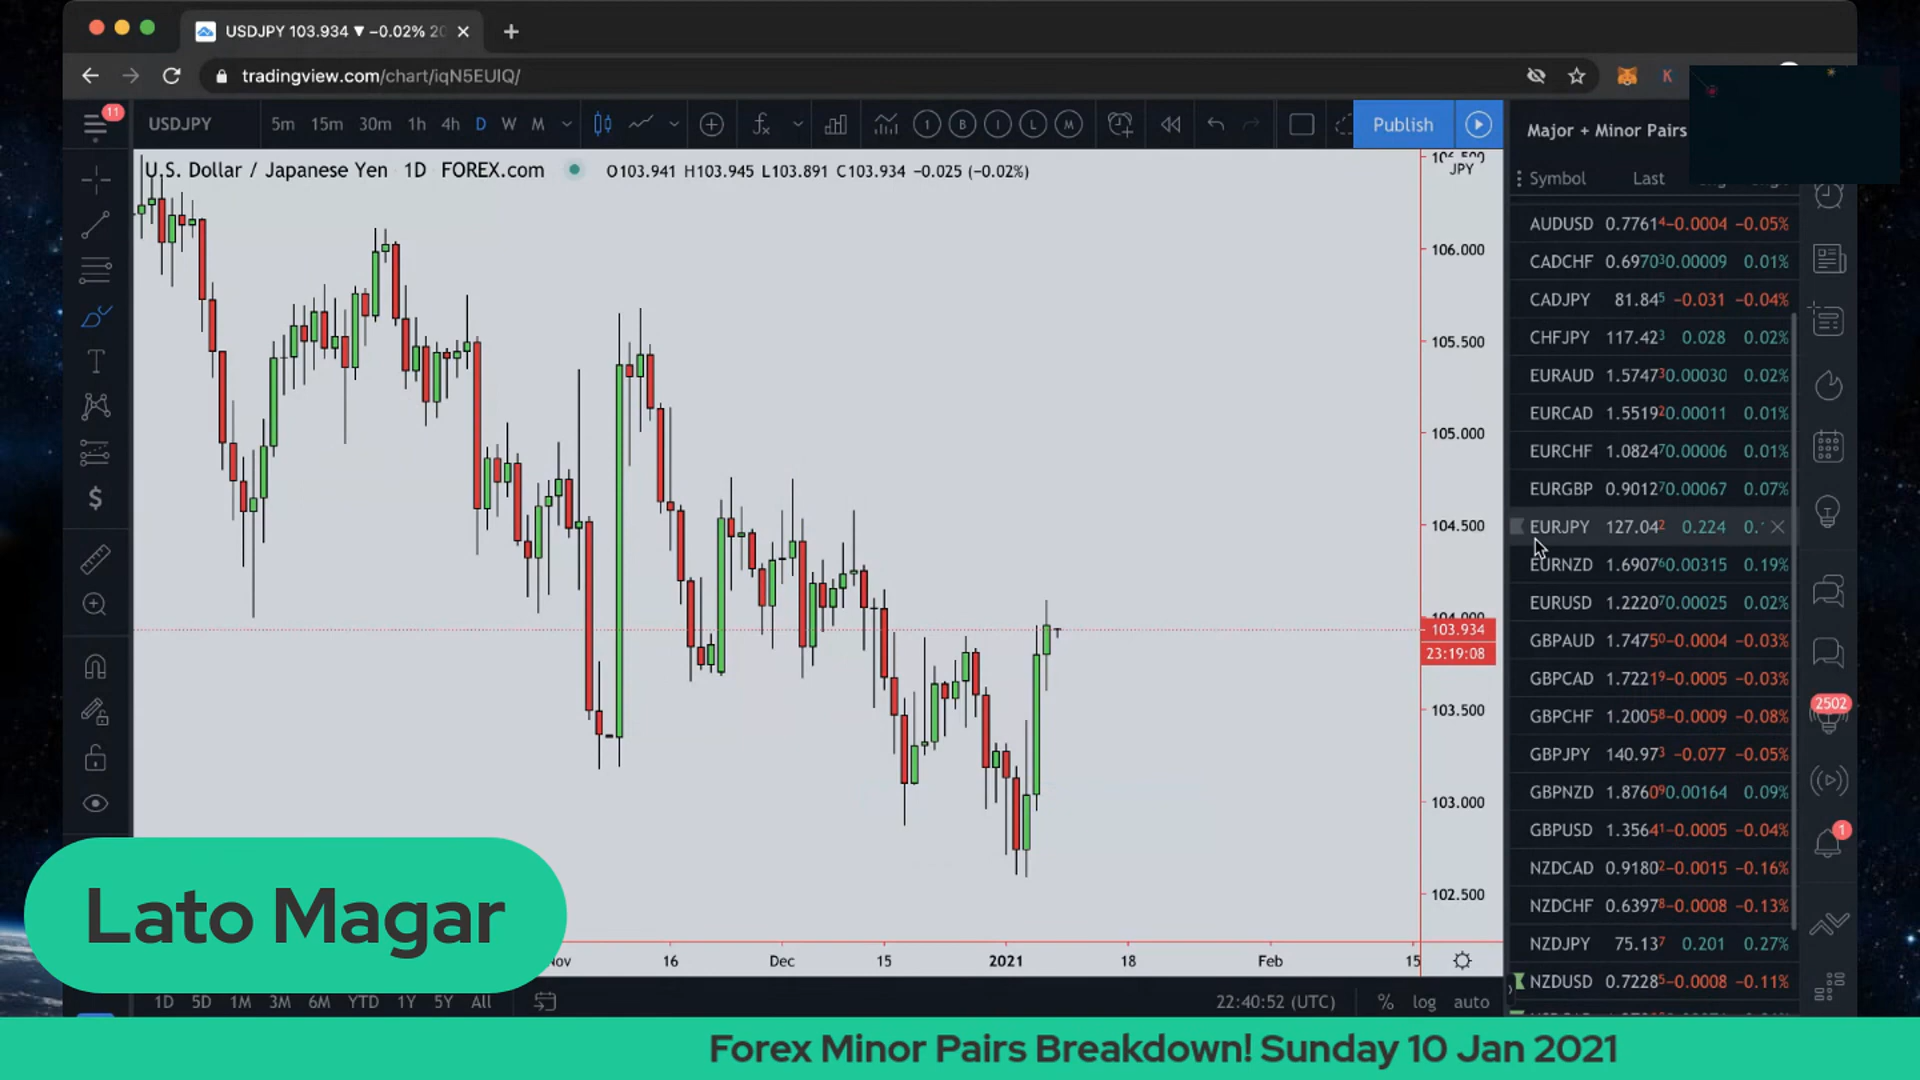 USDJPY 103.934 ▼ −0.02% 20
tradingview.com/chart/iqN5EUIQ/
K
11
USDJPY 5m 15m 30m 1h 4h D W M 1 B I L M Publish
Major + Minor Pairs
U.S. Dollar / Japanese Yen 1D FOREX.com O103.941 H103.945 L103.891 C103.934 −0.025 (−0.02%)
JPY
Symbol Last
106.500
106.000
105.500
105.000
104.500
104.000
103.934
23:19:08
103.500
103.000
102.500
AUDUSD 0.77614 −0.0004 −0.05%
CADCHF 0.69703 0.00009 0.01%
CADJPY 81.845 −0.031 −0.04%
CHFJPY 117.423 0.028 0.02%
EURAUD 1.57473 0.00030 0.02%
EURCAD 1.55192 0.00011 0.01%
EURCHF 1.08247 0.00006 0.01%
EURGBP 0.90127 0.00067 0.07%
EURJPY 127.042 0.224 0.
EURNZD 1.69076 0.00315 0.19%
EURUSD 1.22207 0.00025 0.02%
GBPAUD 1.74750 −0.0004 −0.03%
GBPCAD 1.72219 −0.0005 −0.03%
GBPCHF 1.20058 −0.0009 −0.08%
GBPJPY 140.973 −0.077 −0.05%
GBPNZD 1.87609 0.00164 0.09%
GBPUSD 1.35641 −0.0005 −0.04%
NZDCAD 0.91802 −0.0015 −0.16%
NZDCHF 0.63978 −0.0008 −0.13%
NZDJPY 75.137 0.201 0.27%
NZDUSD 0.72285 −0.0008 −0.11%
2502
1
T
$
Lato Magar
Nov 16 Dec 15 2021 18 Feb 15
1D 5D 1M 3M 6M YTD 1Y 5Y All 22:40:52 (UTC) % log auto
Forex Minor Pairs Breakdown! Sunday 10 Jan 2021